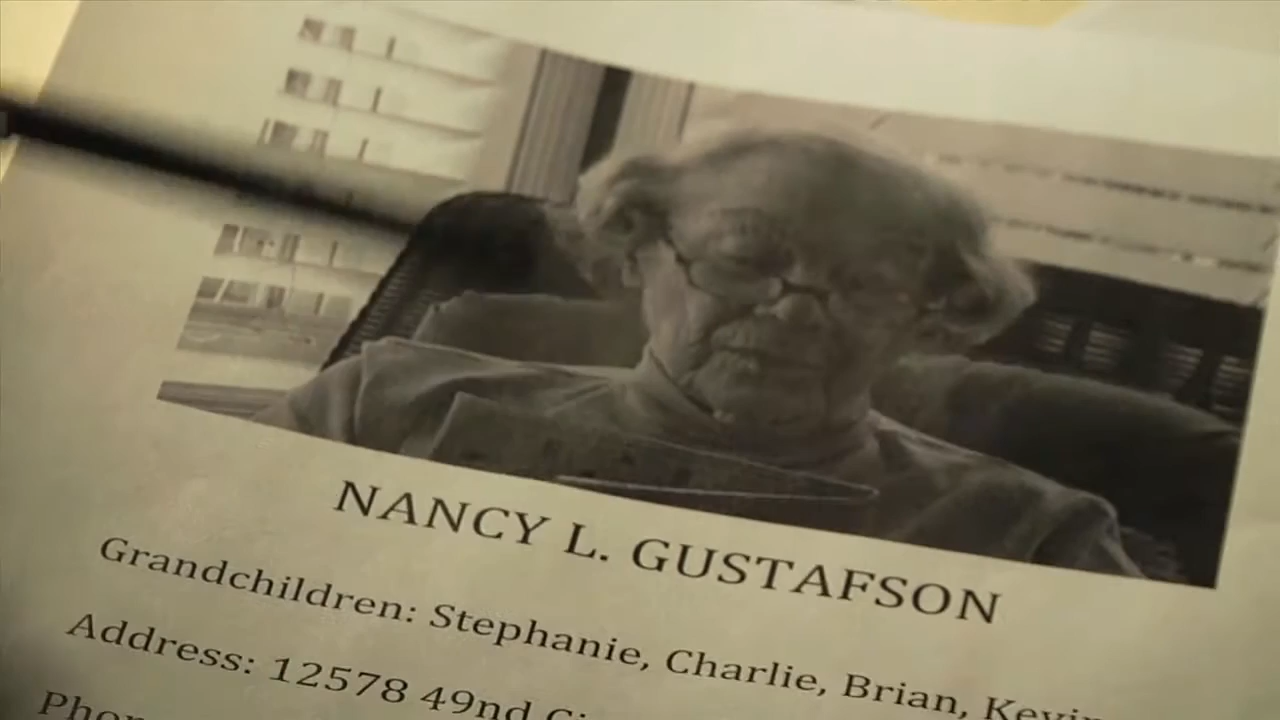 NANCY L. GUSTAFSON
Grandchildren: Stephanie, Charlie, Brian,
Address: 12578 49nd